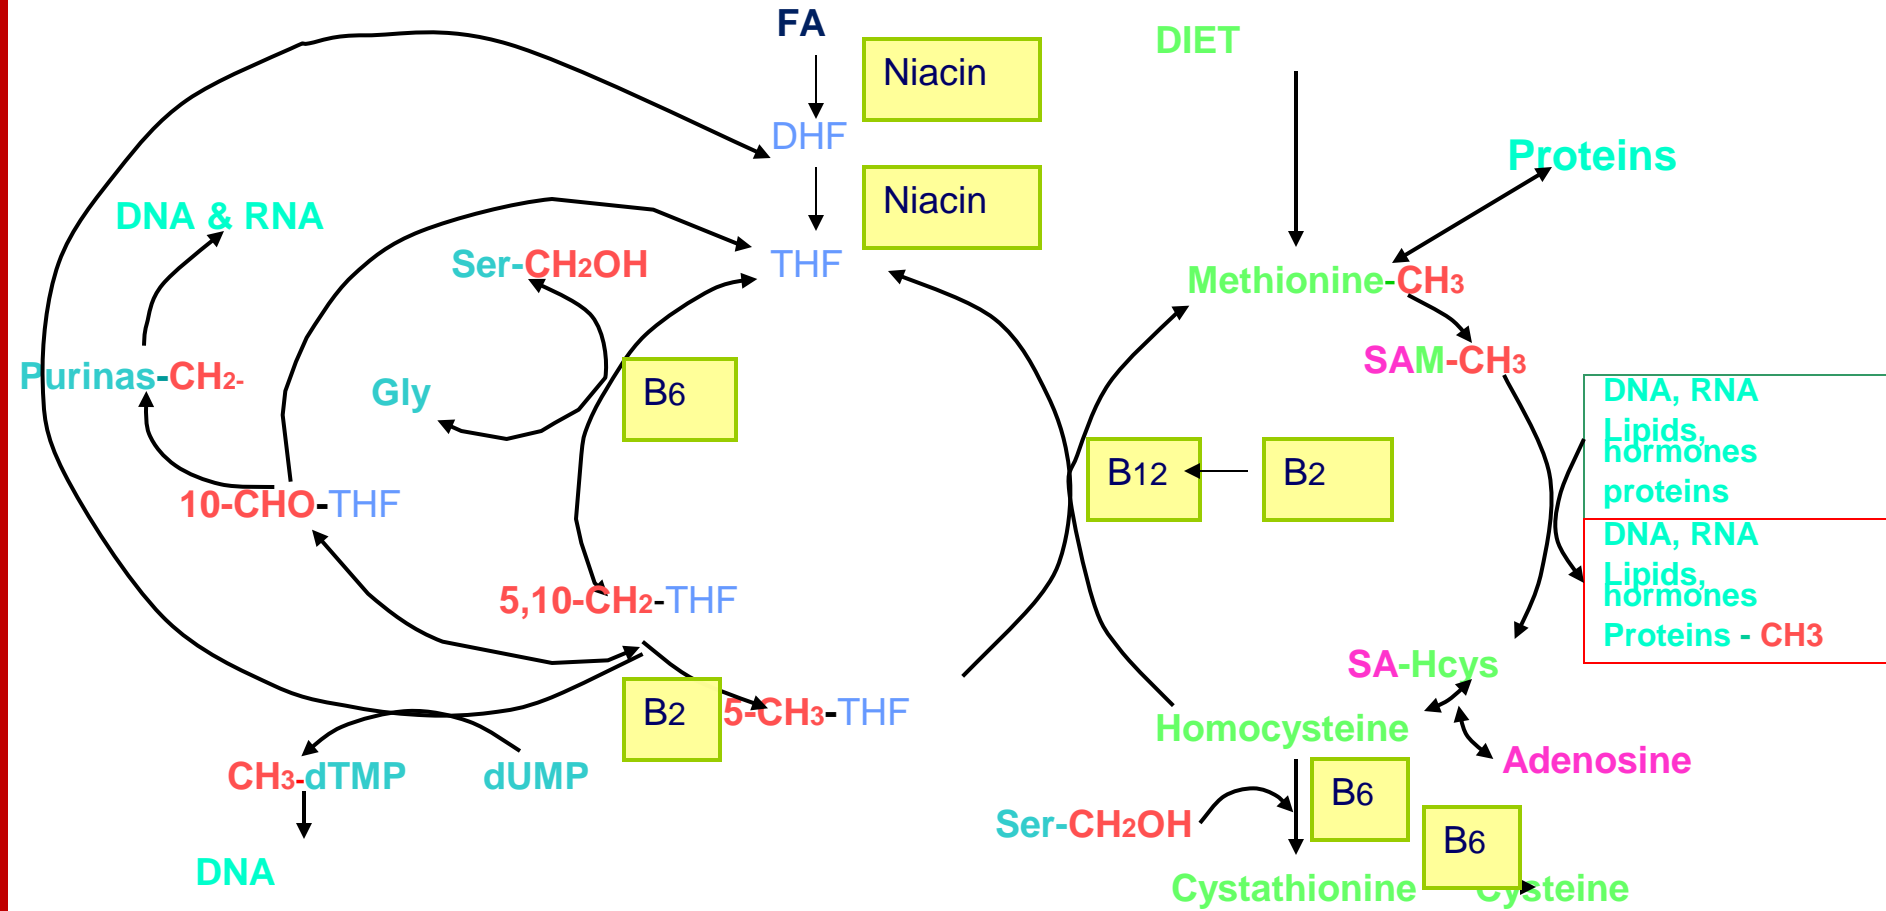 FA
Niacin
DIET
DHF
Proteins
Niacin
DNA & RNA
Ser-CH2OH
THF
Methionine-CH3
SAM-CH3
Purinas-CH2-
Gly
B6
DNA, RNA
Lipids,
hormones
proteins
B12
B2
10-CHO-THF
DNA, RNA
Lipids,
hormones
Proteins - CH3
5,10-CH2-THF
SA-Hcys
B2
5-CH3-THF
Homocysteine
Adenosine
CH3-dTMP
dUMP
B6
Ser-CH2OH
B6
DNA
Cystathionine
Cysteine